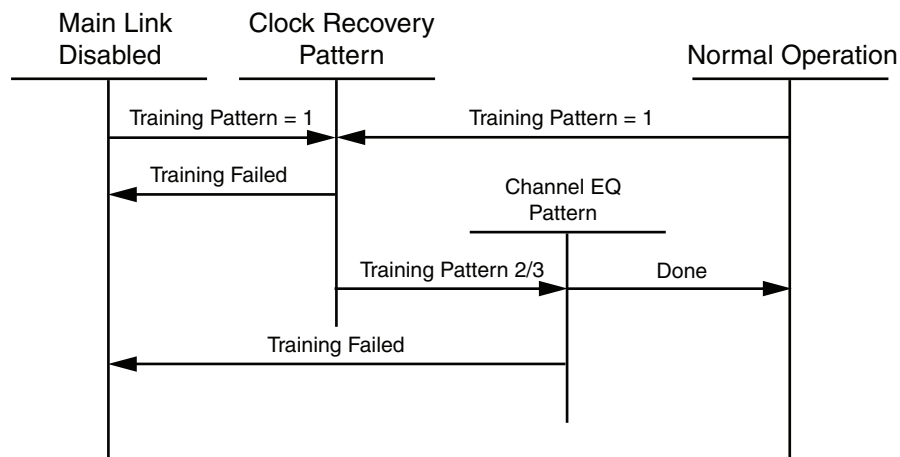 Main Link
Disabled
Clock Recovery
Pattern
Normal Operation
Training Pattern = 1
Training Pattern = 1
Training Failed
Channel EQ
Pattern
Training Pattern 2/3
Done
Training Failed